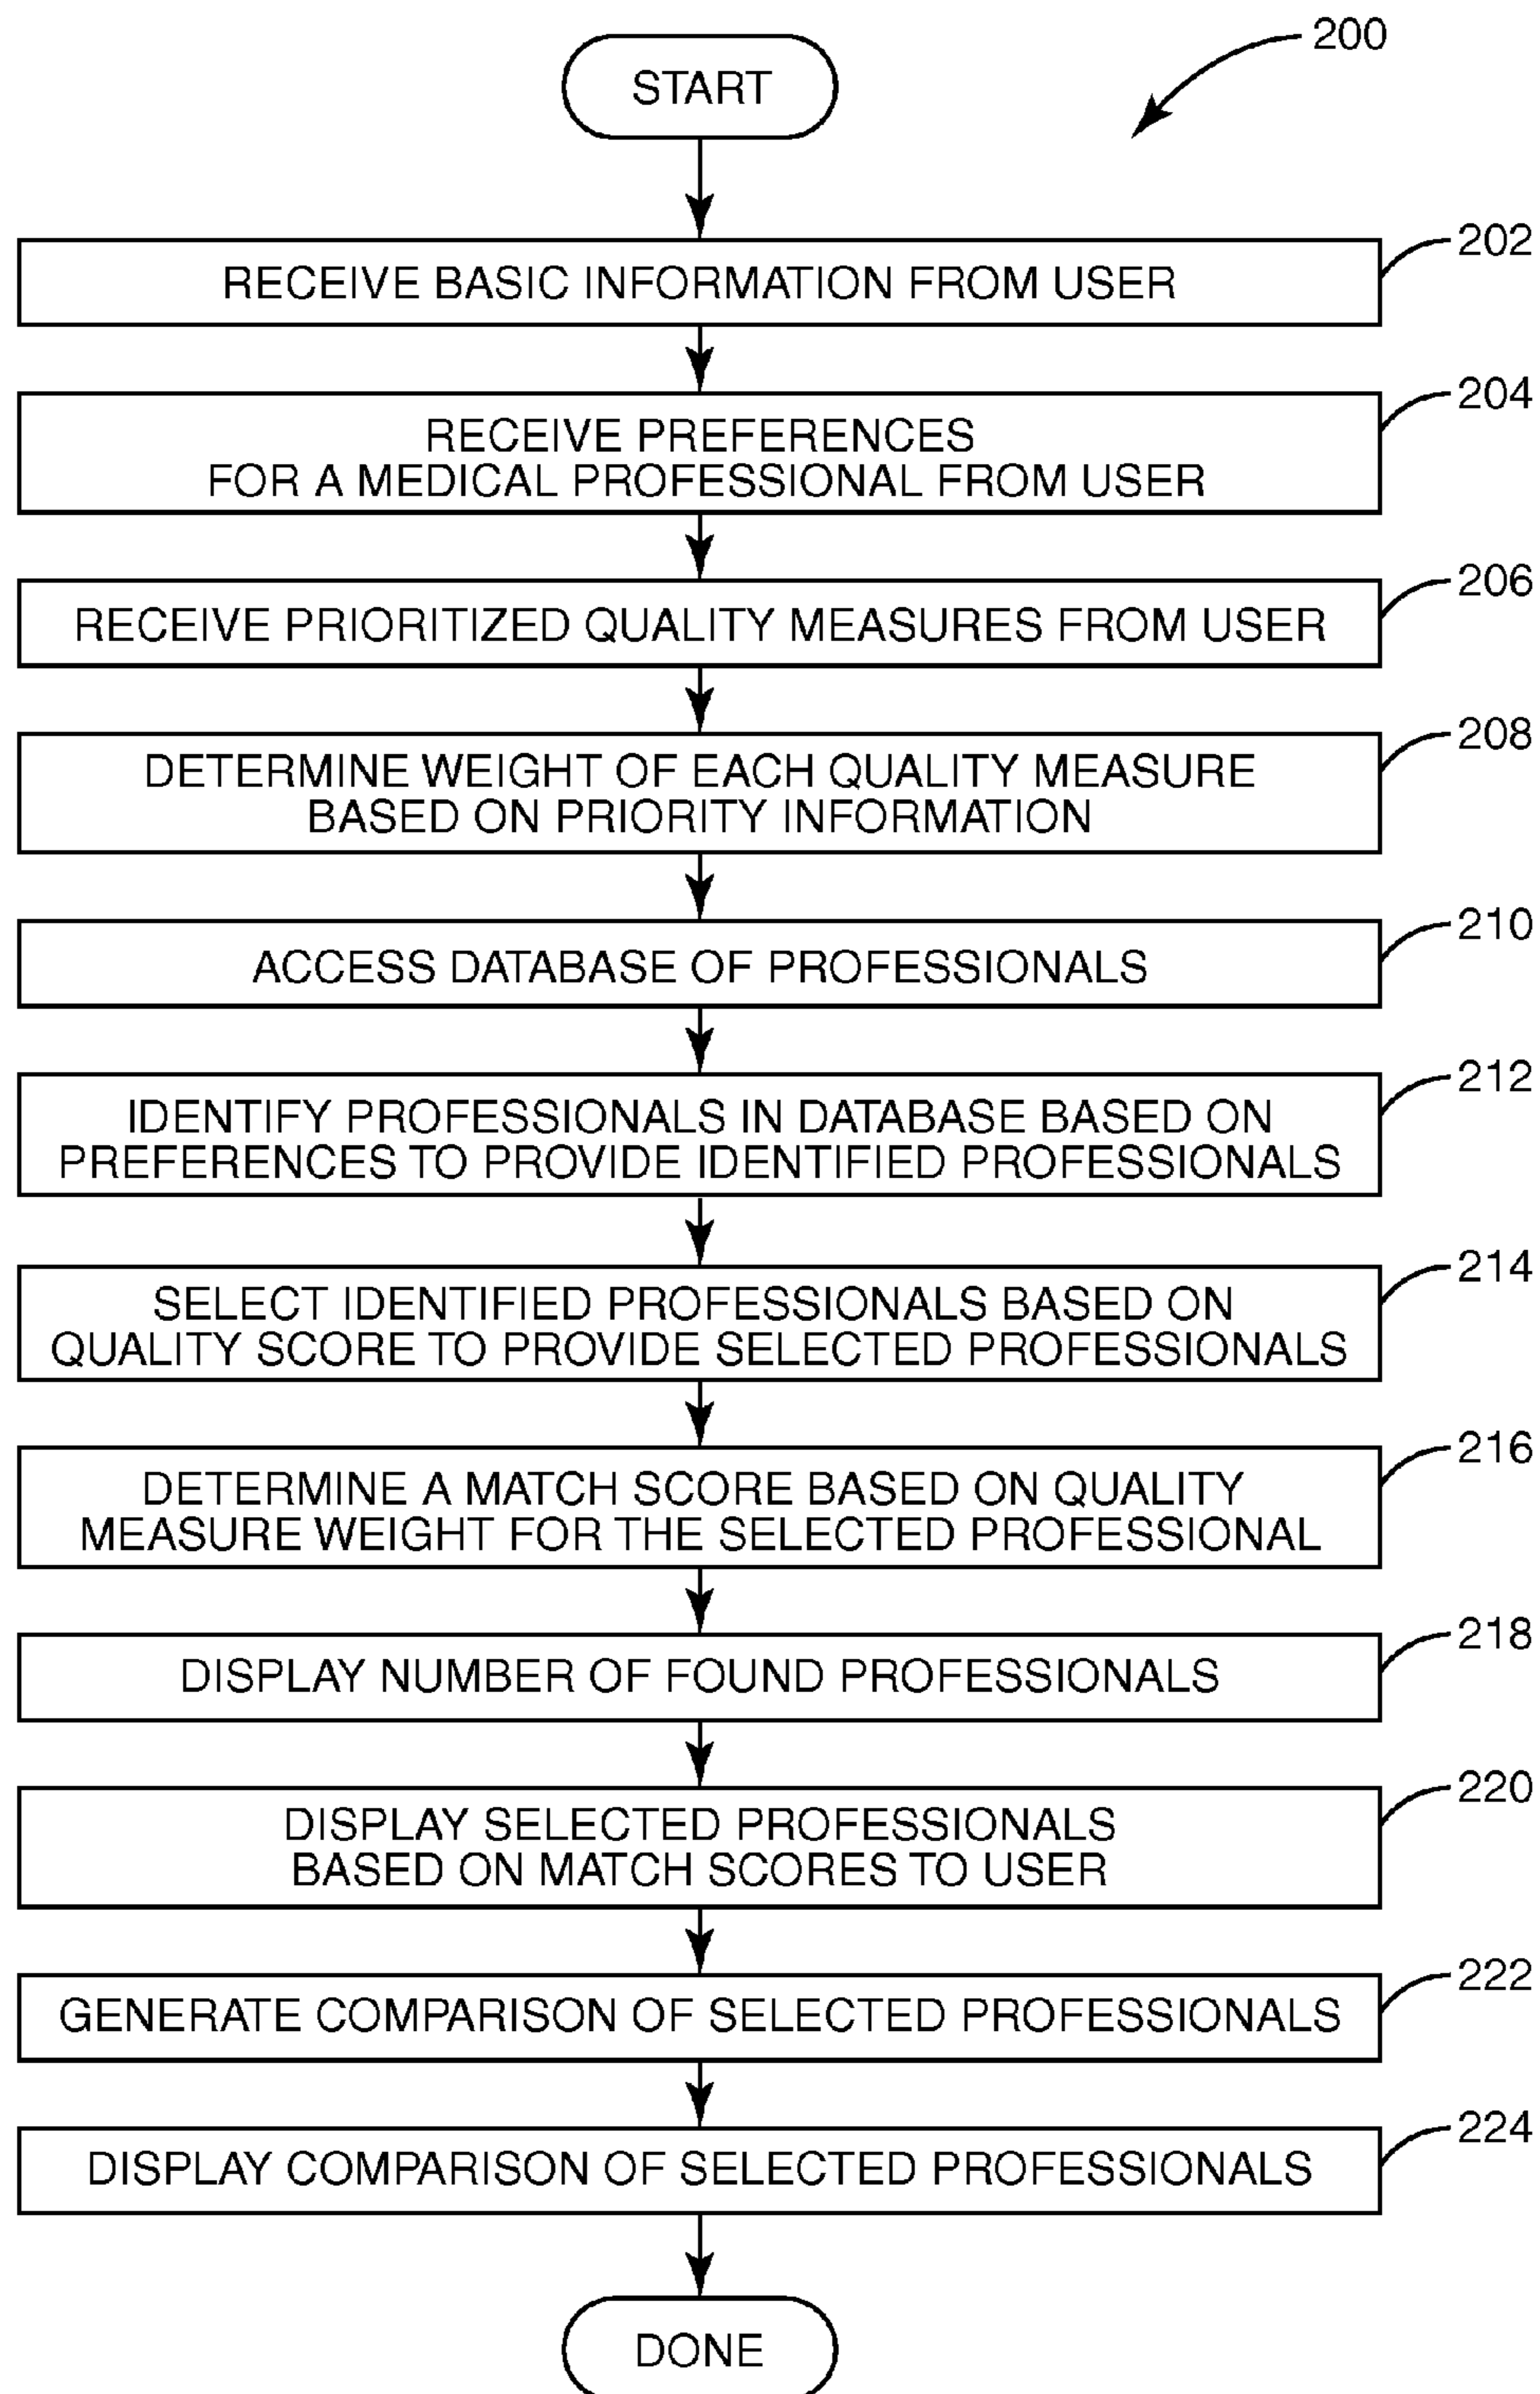 200
START
202
RECEIVE BASIC INFORMATION FROM USER
204
RECEIVE PREFERENCES
FOR A MEDICAL PROFESSIONAL FROM USER
206
RECEIVE PRIORITIZED QUALITY MEASURES FROM USER
208
DETERMINE WEIGHT OF EACH QUALITY MEASURE
BASED ON PRIORITY INFORMATION
210
ACCESS DATABASE OF PROFESSIONALS
212
IDENTIFY PROFESSIONALS IN DATABASE BASED ON
PREFERENCES TO PROVIDE IDENTIFIED PROFESSIONALS
214
SELECT IDENTIFIED PROFESSIONALS BASED ON
QUALITY SCORE TO PROVIDE SELECTED PROFESSIONALS
216
DETERMINE A MATCH SCORE BASED ON QUALITY
MEASURE WEIGHT FOR THE SELECTED PROFESSIONAL
218
DISPLAY NUMBER OF FOUND PROFESSIONALS
220
DISPLAY SELECTED PROFESSIONALS
BASED ON MATCH SCORES TO USER
222
GENERATE COMPARISON OF SELECTED PROFESSIONALS
224
DISPLAY COMPARISON OF SELECTED PROFESSIONALS
DONE